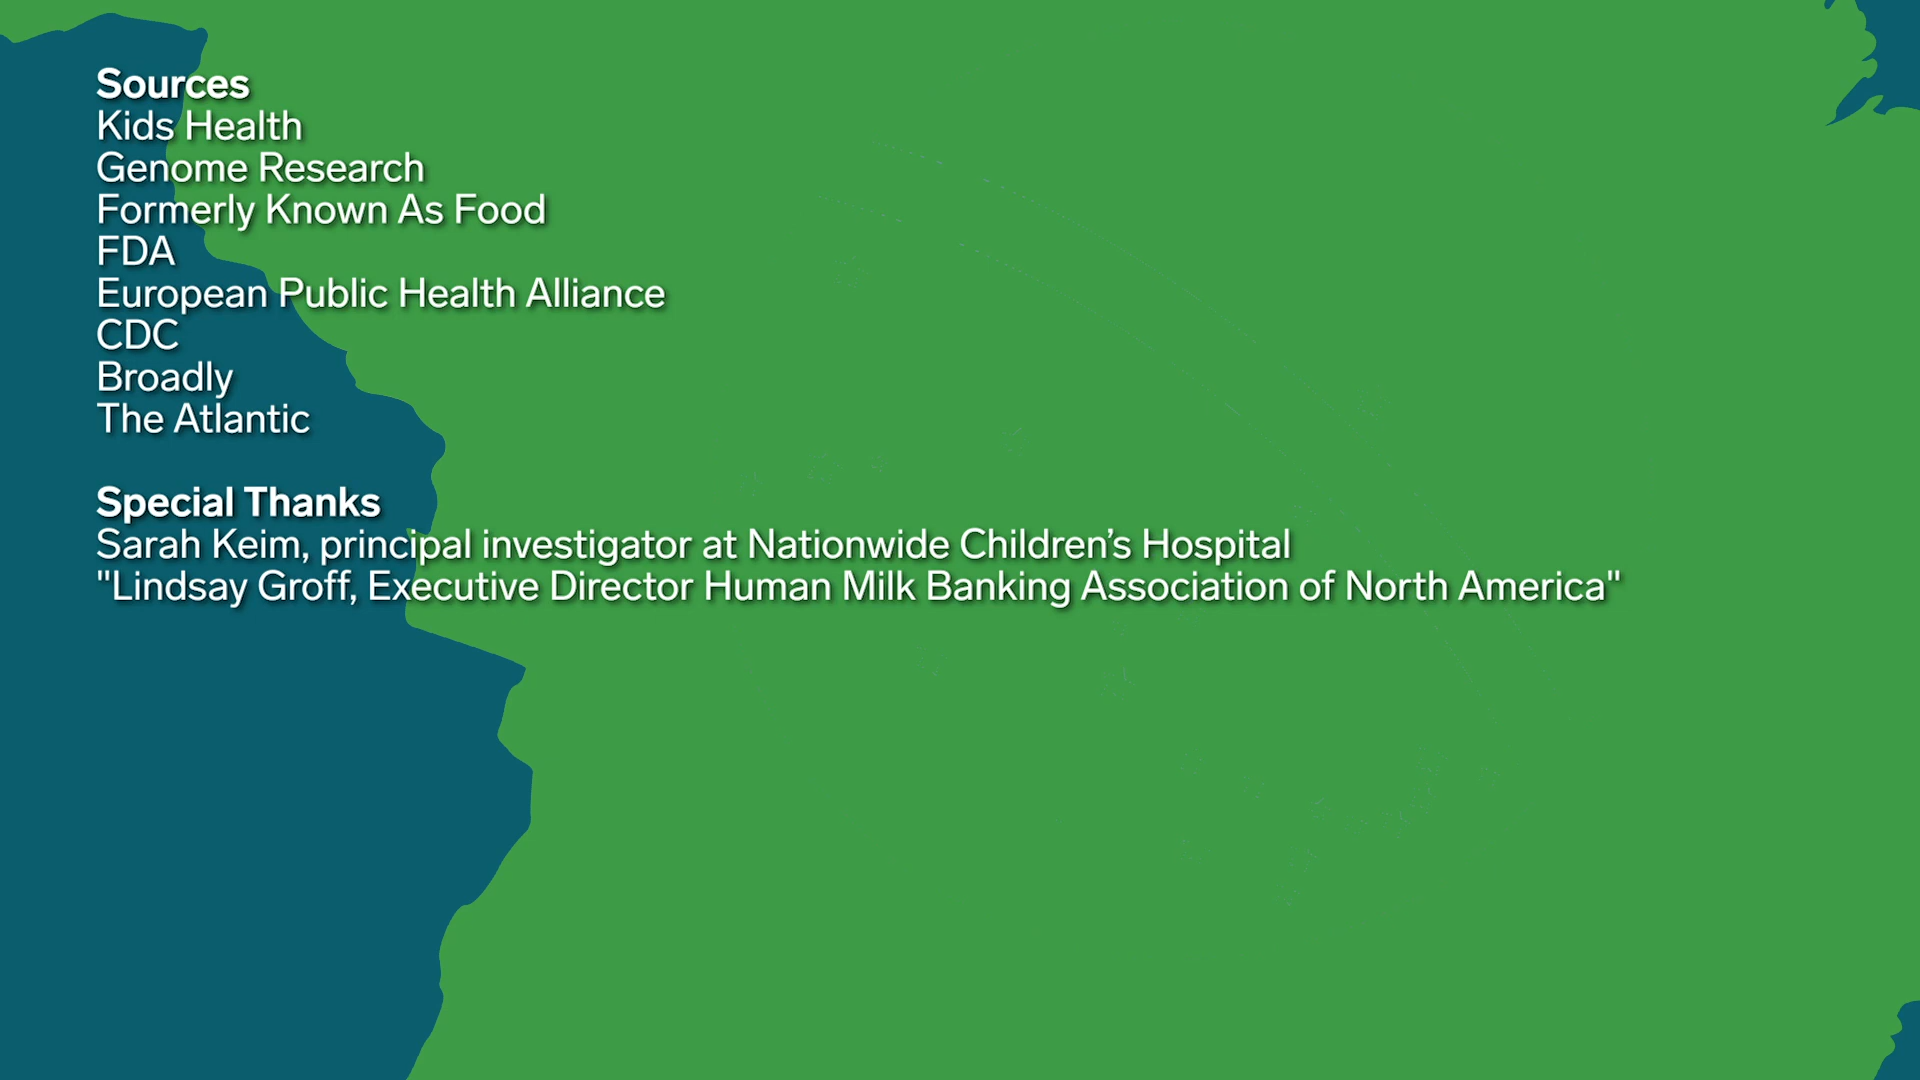 Sources
Kids Health
Genome Research
Formerly Known As Food
FDA
European Public Health Alliance
CDC
Broadly
The Atlantic
Special Thanks
Sarah Keim, principal investigator at Nationwide Children’s Hospital
"Lindsay Groff, Executive Director Human Milk Banking Association of North America"